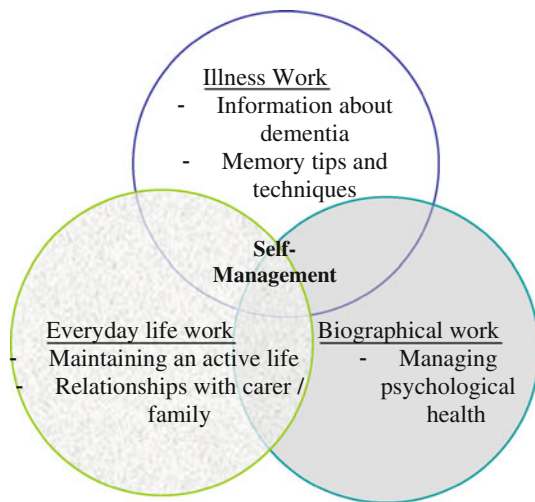 Illness Work
- Information about
dementia
- Memory tips and
techniques
Self-
Management
Everyday life work
- Maintaining an active life
- Relationships with carer /
family
Biographical work
- Managing
psychological
health